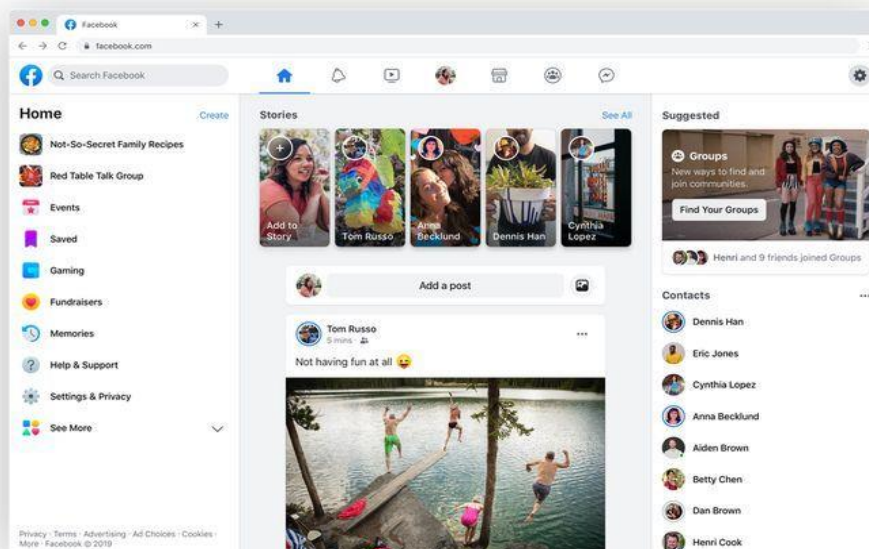 Facebook
facebook.com
Search Facebook
Home
Create
Not-So-Secret Family Recipes
Red Table Talk Group
Events
Saved
Gaming
Fundraisers
Memories
Help & Support
Settings & Privacy
See More
Privacy · Terms · Advertising · Ad Choices · Cookies ·
More · Facebook © 2019
Stories
See All
Add to
Story
Tom Russo
Anna
Becklund
Dennis Han
Cynthia
Lopez
Add a post
Tom Russo
5 mins ·
Not having fun at all 😜
Suggested
Groups
New ways to find and
join communities.
Find Your Groups
Henri and 9 friends joined Groups
Contacts
Dennis Han
Eric Jones
Cynthia Lopez
Anna Becklund
Aiden Brown
Betty Chen
Dan Brown
Henri Cook